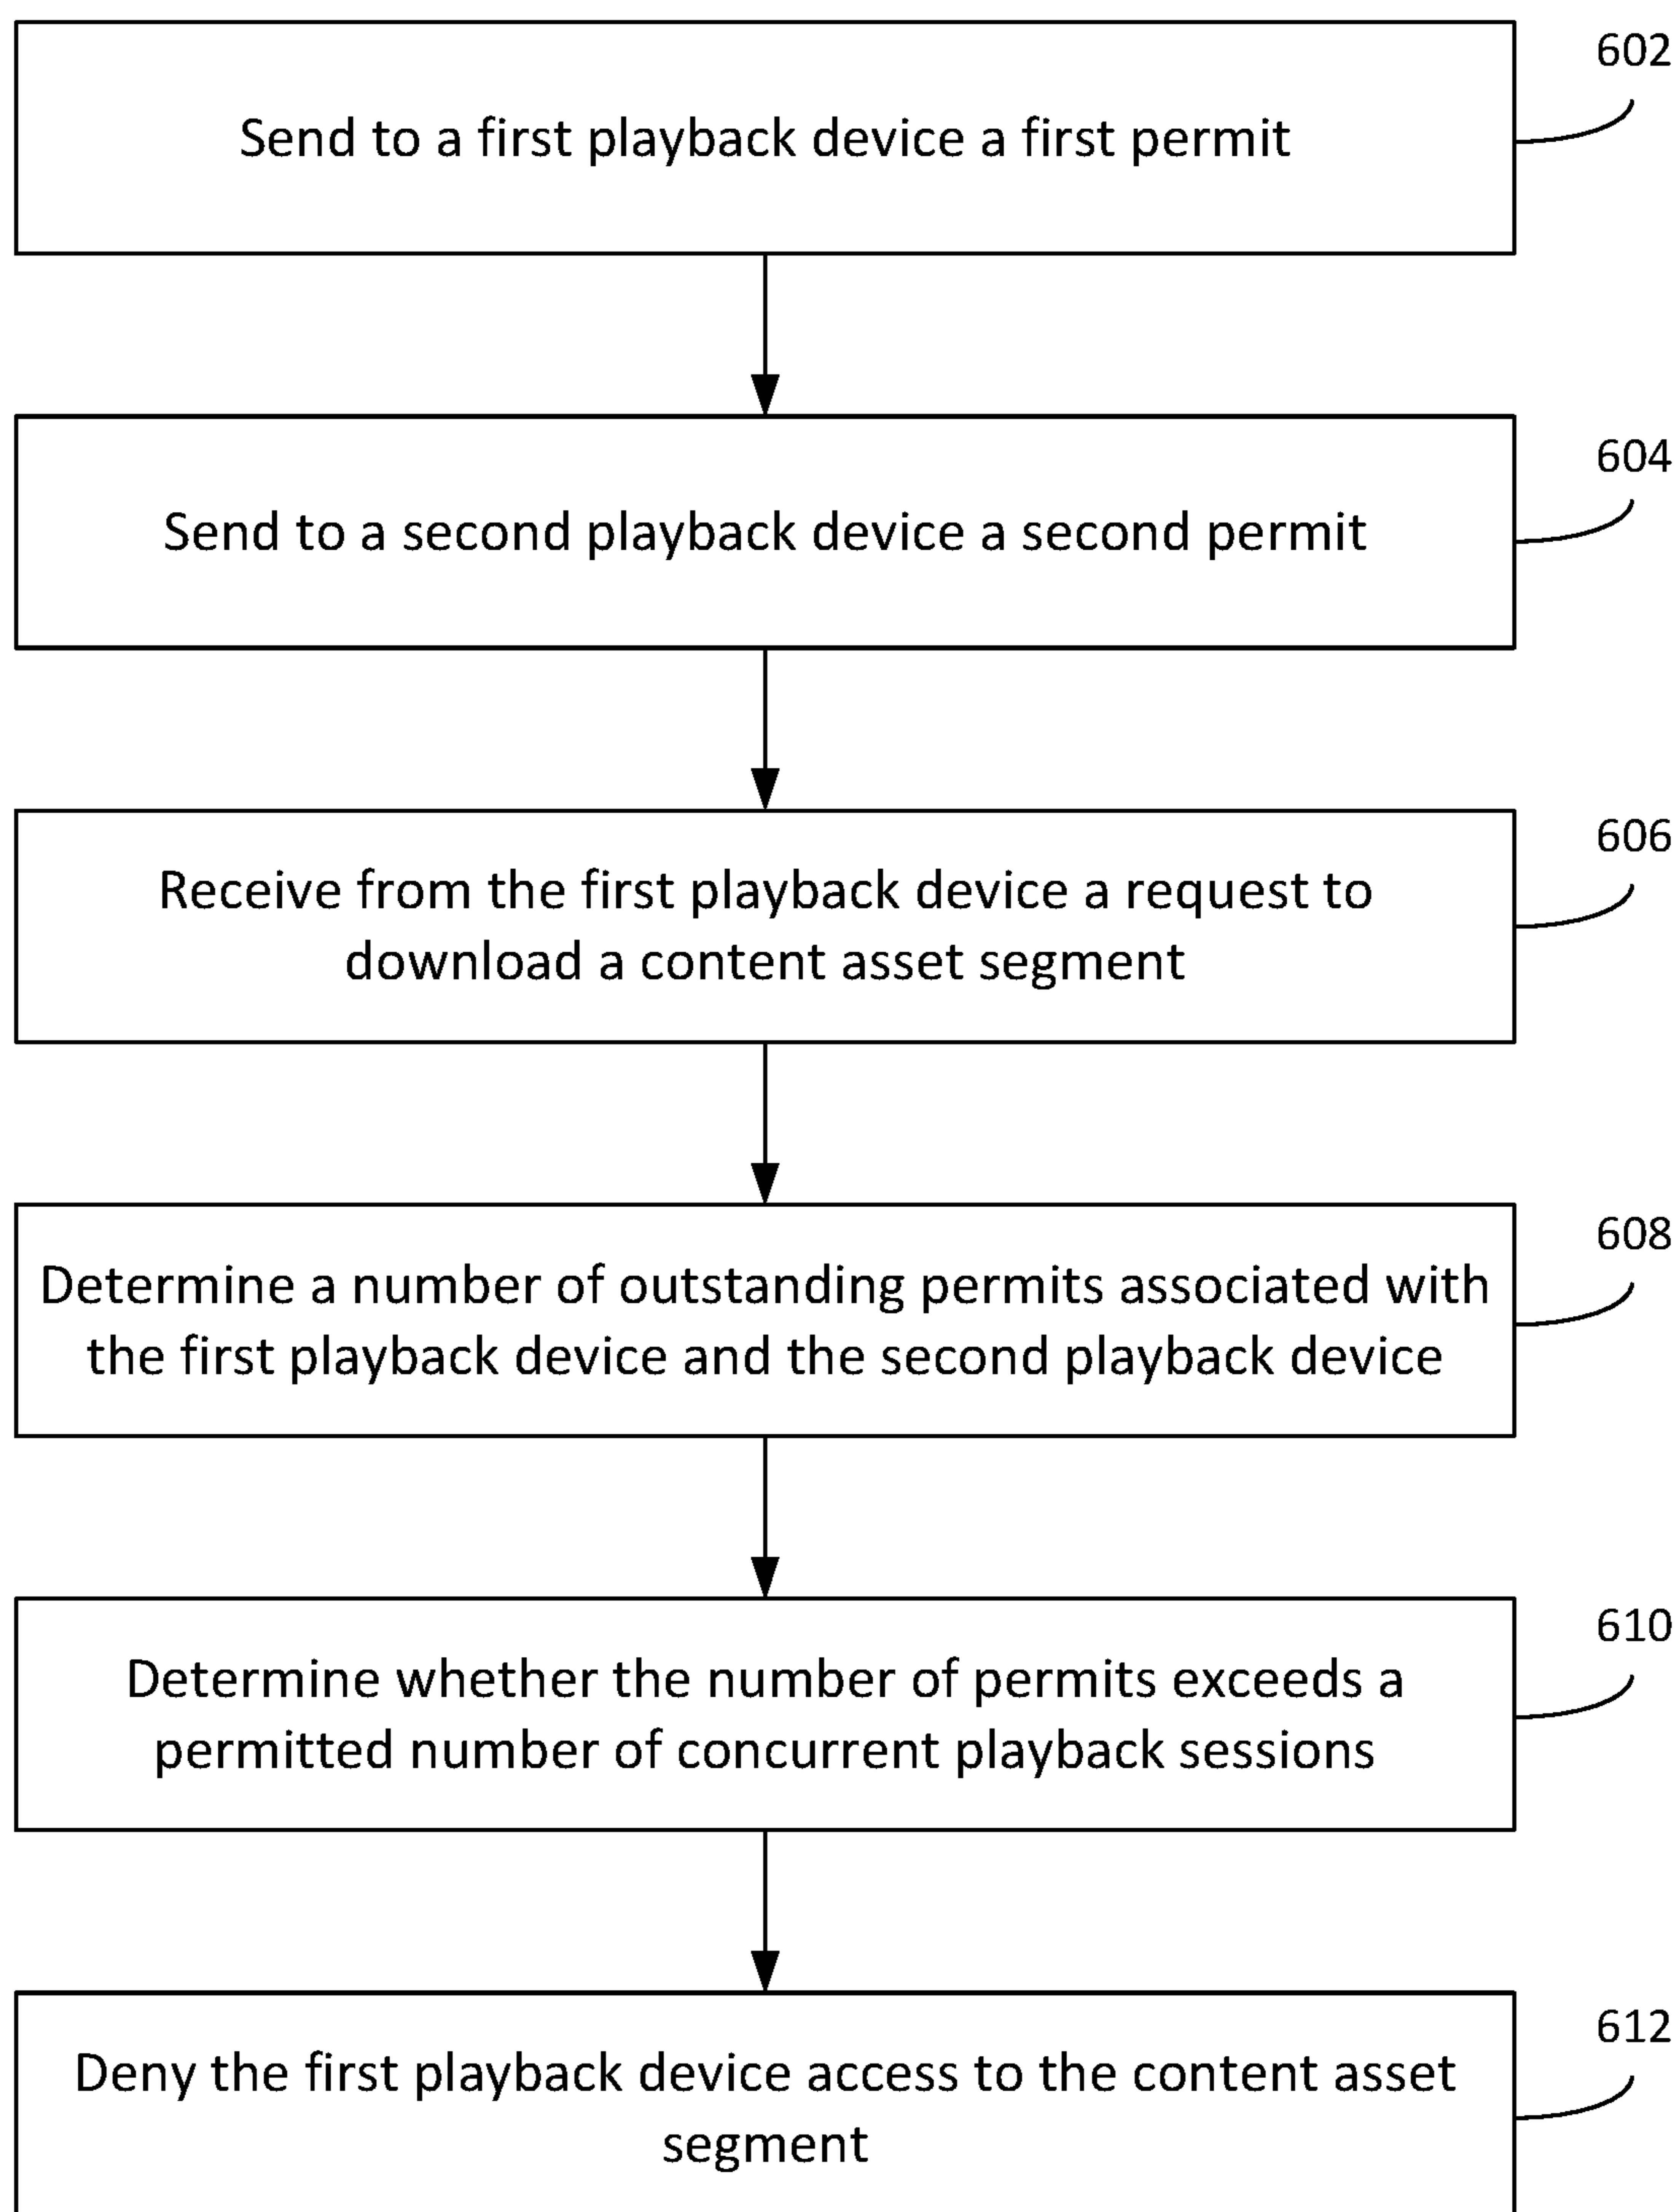 602
Send to a first playback device a first permit
604
Send to a second playback device a second permit
606
Receive from the first playback device a request to
download a content asset segment
608
Determine a number of outstanding permits associated with
the first playback device and the second playback device
610
Determine whether the number of permits exceeds a
permitted number of concurrent playback sessions
612
Deny the first playback device access to the content asset
segment